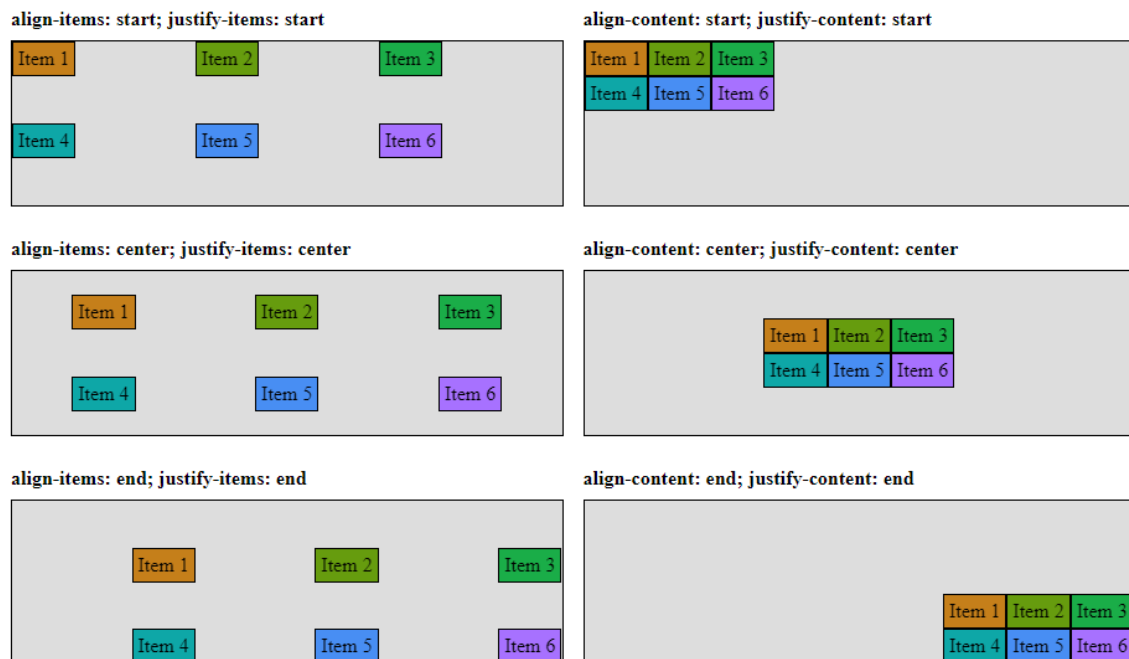 align-items: start; justify-items: start
Item 1 Item 2 Item 3
Item 4 Item 5 Item 6
align-content: start; justify-content: start
Item 1 Item 2 Item 3
Item 4 Item 5 Item 6
align-items: center; justify-items: center
Item 1 Item 2 Item 3
Item 4 Item 5 Item 6
align-content: center; justify-content: center
Item 1 Item 2 Item 3
Item 4 Item 5 Item 6
align-items: end; justify-items: end
Item 1 Item 2 Item 3
Item 4 Item 5 Item 6
align-content: end; justify-content: end
Item 1 Item 2 Item 3
Item 4 Item 5 Item 6